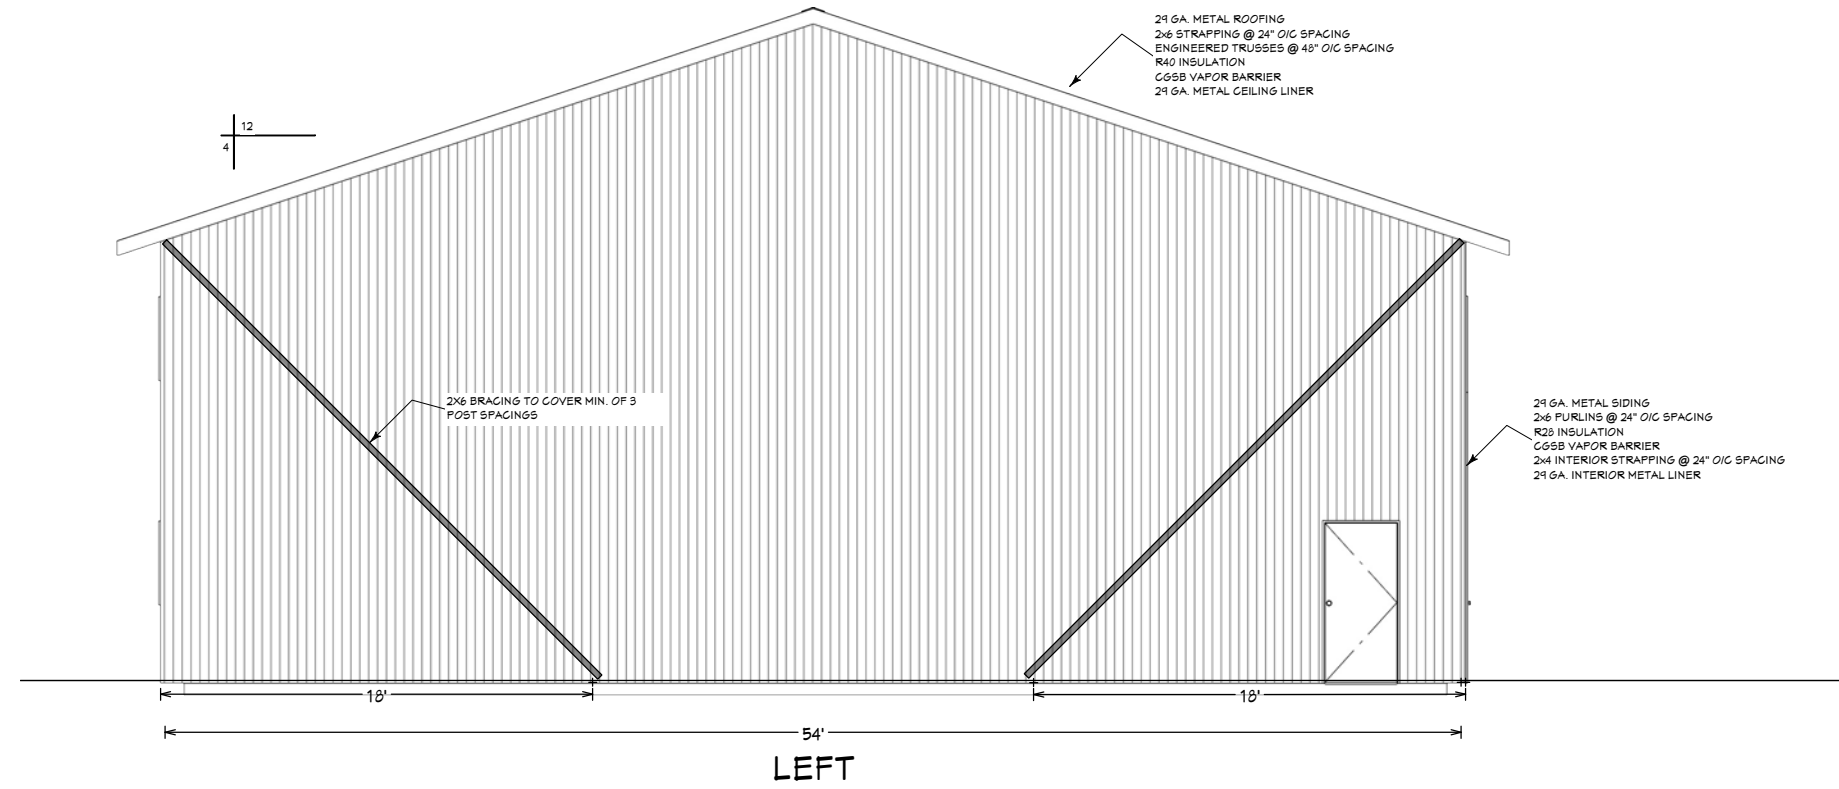 29 GA. METAL ROOFING
2x6 STRAPPING @ 24" O/C SPACING
ENGINEERED TRUSSES @ 48" O/C SPACING
R40 INSULATION
CGSB VAPOR BARRIER
29 GA. METAL CEILING LINER
12
4
2X6 BRACING TO COVER MIN. OF 3
POST SPACINGS
29 GA. METAL SIDING
2x6 PURLINS @ 24" O/C SPACING
R28 INSULATION
CGSB VAPOR BARRIER
2x4 INTERIOR STRAPPING @ 24" O/C SPACING
29 GA. INTERIOR METAL LINER
18'
18'
54'
LEFT